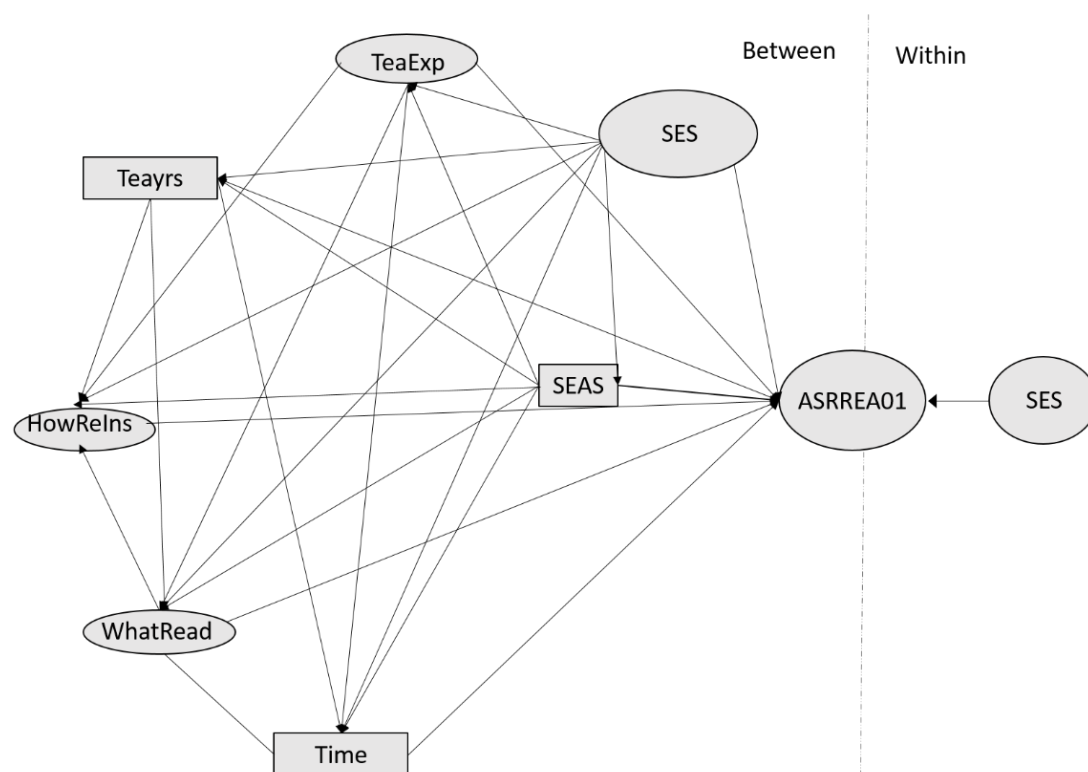 Between
Within
TeaExp
SES
Teayrs
SEAS
ASRREA01
SES
HowReIns
WhatRead
Time